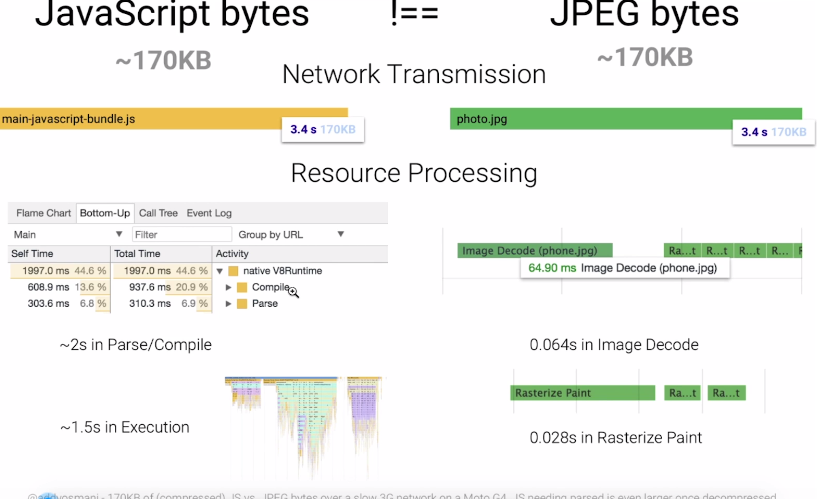 JavaScript bytes !== JPEG bytes
~170KB ~170KB
Network Transmission
main-javascript-bundle.js photo.jpg
3.4 s 170KB 3.4 s 170KB
Resource Processing
Flame Chart Bottom-Up Call Tree Event Log
Main Filter Group by URL
Self Time Total Time Activity
1997.0 ms 44.6 % 1997.0 ms 44.6 % native V8Runtime
608.9 ms 13.6 % 937.6 ms 20.9 % Compile
303.6 ms 6.8 % 310.3 ms 6.9 % Parse
Image Decode (phone.jpg) Ra...t R...t R...t R...
64.90 ms Image Decode (phone.jpg)
~2s in Parse/Compile 0.064s in Image Decode
Rasterize Paint Ra...t Ra...t
~1.5s in Execution 0.028s in Rasterize Paint
170KB of (compressed) JS vs. JPEG bytes over a slow 3G network on a Moto G4. JS needing parsed is even larger once decompressed